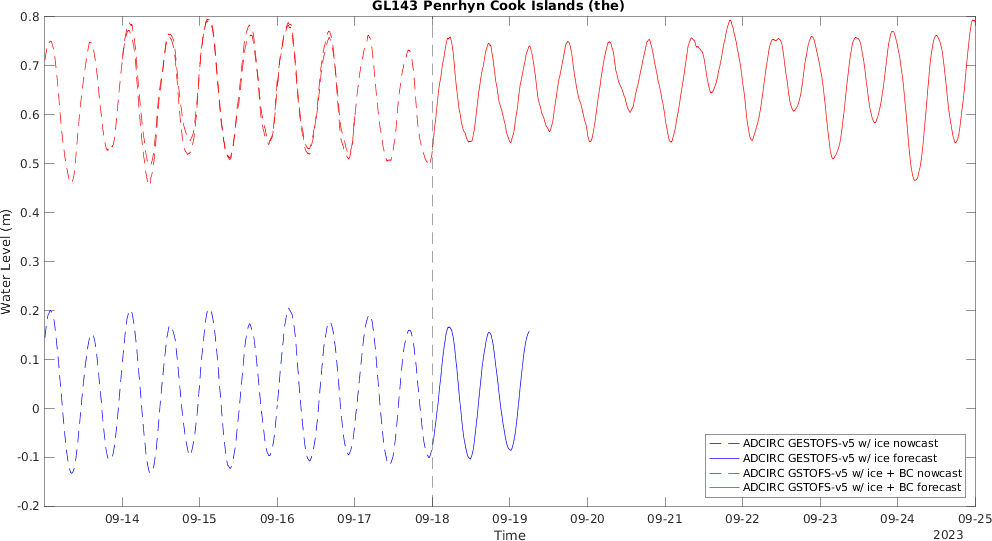 GL143 Penrhyn Cook Islands (the)
Water Level (m)
0.8
0.7
0.6
0.5
0.4
0.3
0.2
0.1
0
-0.1
-0.2
ADCIRC GESTOFS-v5 w/ ice nowcast
ADCIRC GESTOFS-v5 w/ ice forecast
ADCIRC GSTOFS-v5 w/ ice + BC nowcast
ADCIRC GSTOFS-v5 w/ ice + BC forecast
09-14 09-15 09-16 09-17 09-18 09-19 09-20 09-21 09-22 09-23 09-24 09-25
Time
2023